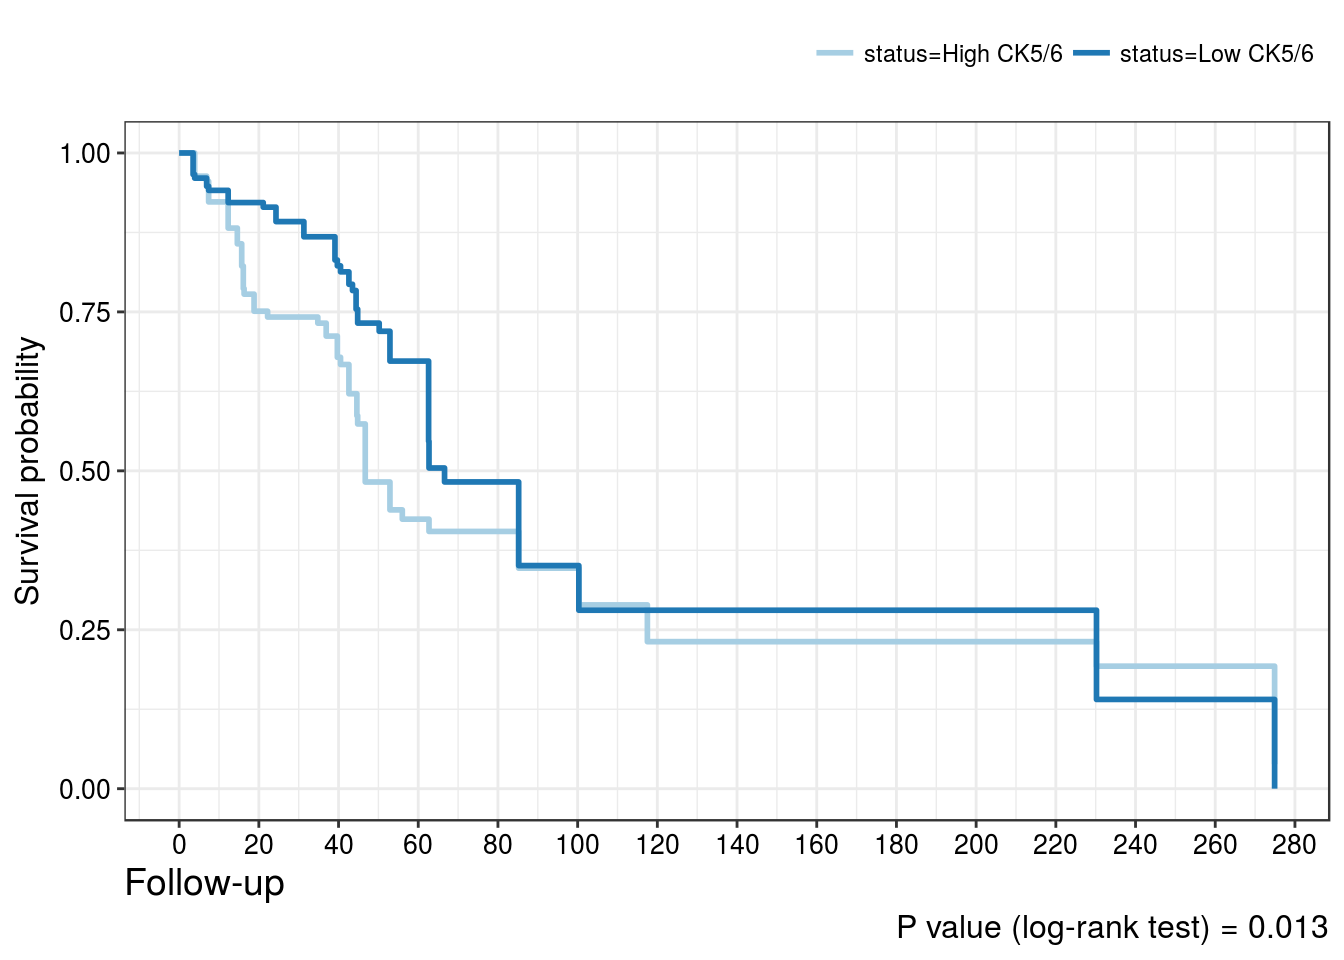 status=High CK5/6 status=Low CK5/6
Survival probability
1.00
0.75
0.50
0.25
0.00
0 20 40 60 80 100 120 140 160 180 200 220 240 260 280
Follow-up
P value (log-rank test) = 0.013